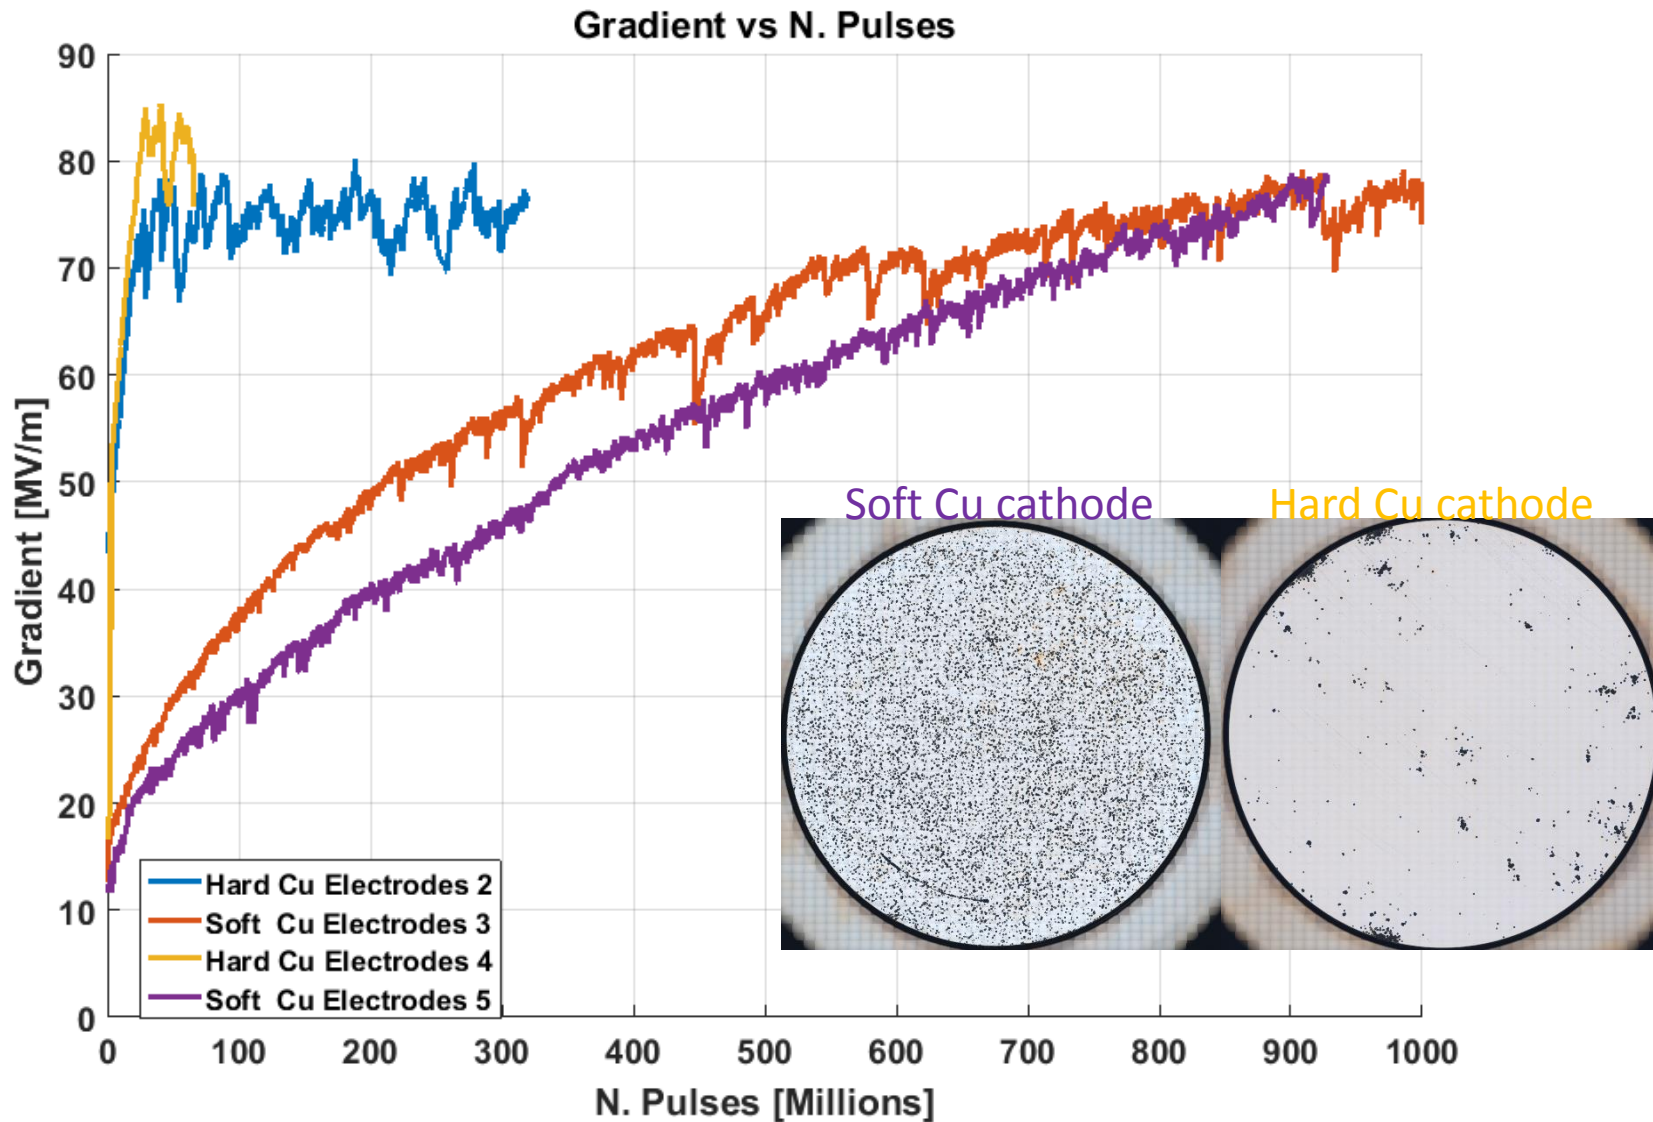 Gradient vs N. Pulses
90
80
70
60
50
40
30
20
10
0
Gradient [MV/m]
Soft Cu cathode
Hard Cu cathode
Hard Cu Electrodes 2
Soft Cu Electrodes 3
Hard Cu Electrodes 4
Soft Cu Electrodes 5
0 100 200 300 400 500 600 700 800 900 1000
N. Pulses [Millions]